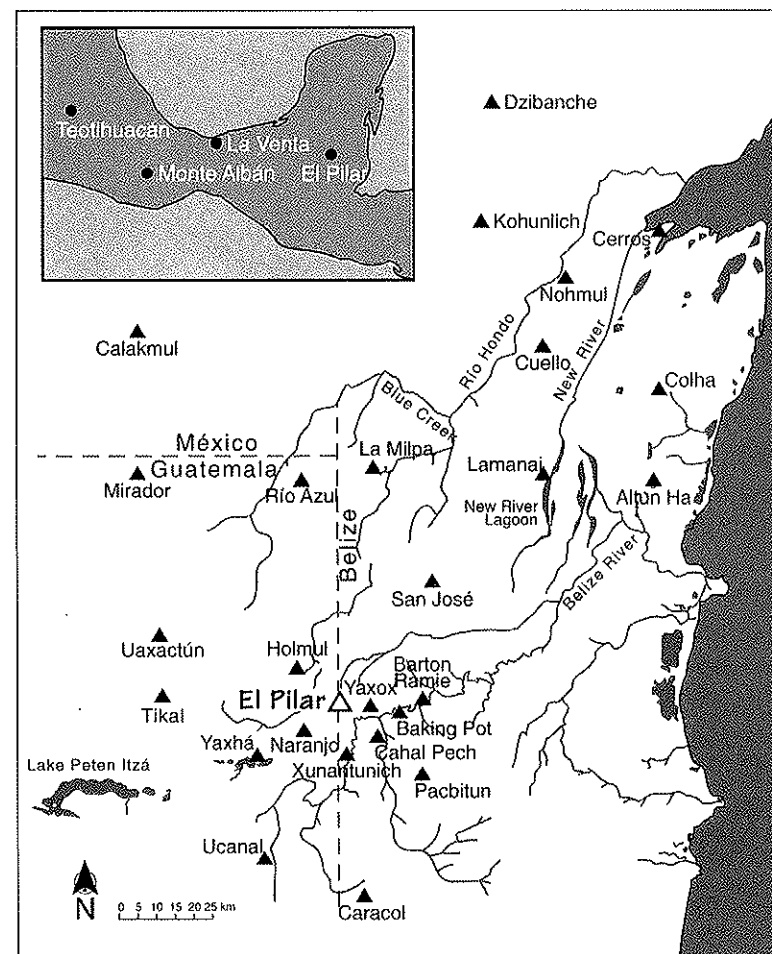 Teotihuacán
La Venta
Monte Albán
El Pilar
Dzibanche
Kohunlich
Cerros
Nohmul
Calakmul
Río Hondo
Cuello
New River
Colha
Blue Creek
México
Guatemala
La Milpa
Mirador
Río Azul
Lamanai
Altun Ha
New River
Lagoon
Belize
San José
Belize River
Uaxactún
Holmul
Barton
Ramie
El Pilar
Yaxox
Tikal
Baking Pot
Yaxhá
Naranjo
Cahal Pech
Xunantunich
Lake Peten Itzá
Pacbitun
Ucanal
N
0 5 10 15 20 25 km
Caracol